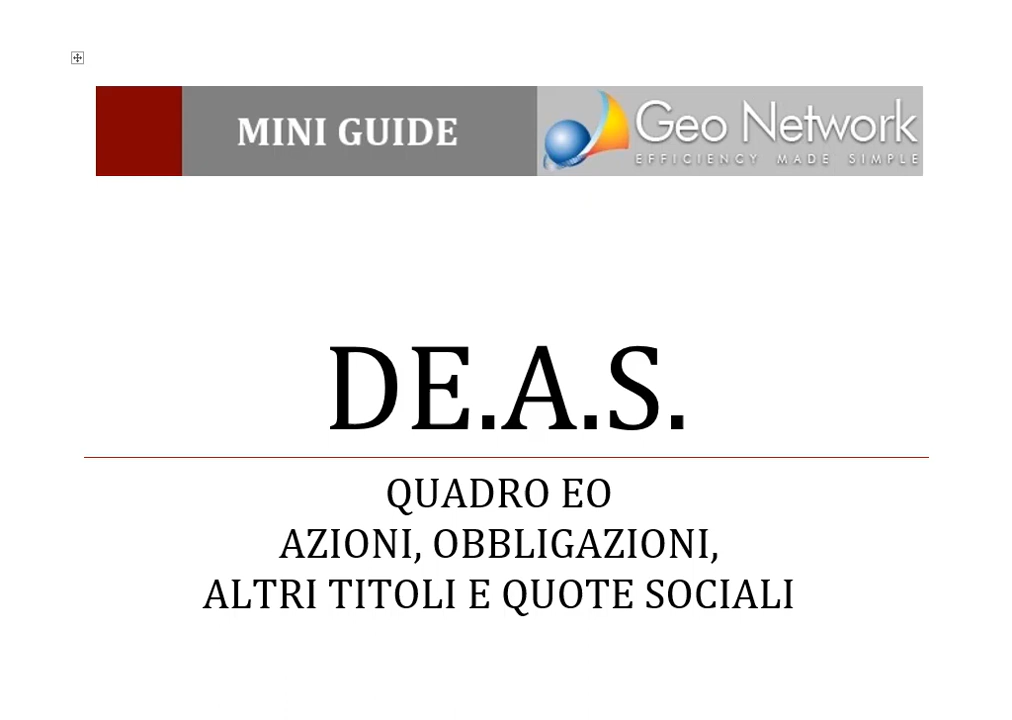 MINI GUIDE
Geo Network
EFFICIENCY MADE SIMPLE
DE.A.S.
QUADRO EO
AZIONI, OBBLIGAZIONI,
ALTRI TITOLI E QUOTE SOCIALI